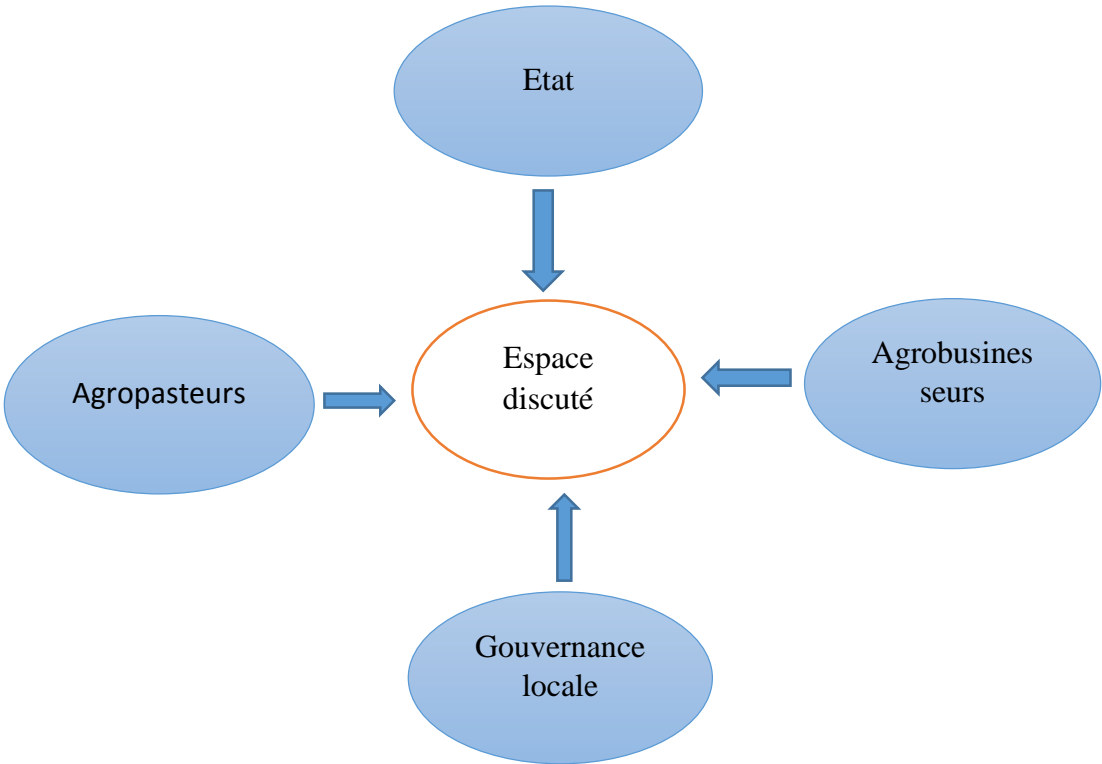 Etat
Espace
discuté
Agropasteurs
Agrobusines
seurs
Gouvernance
locale